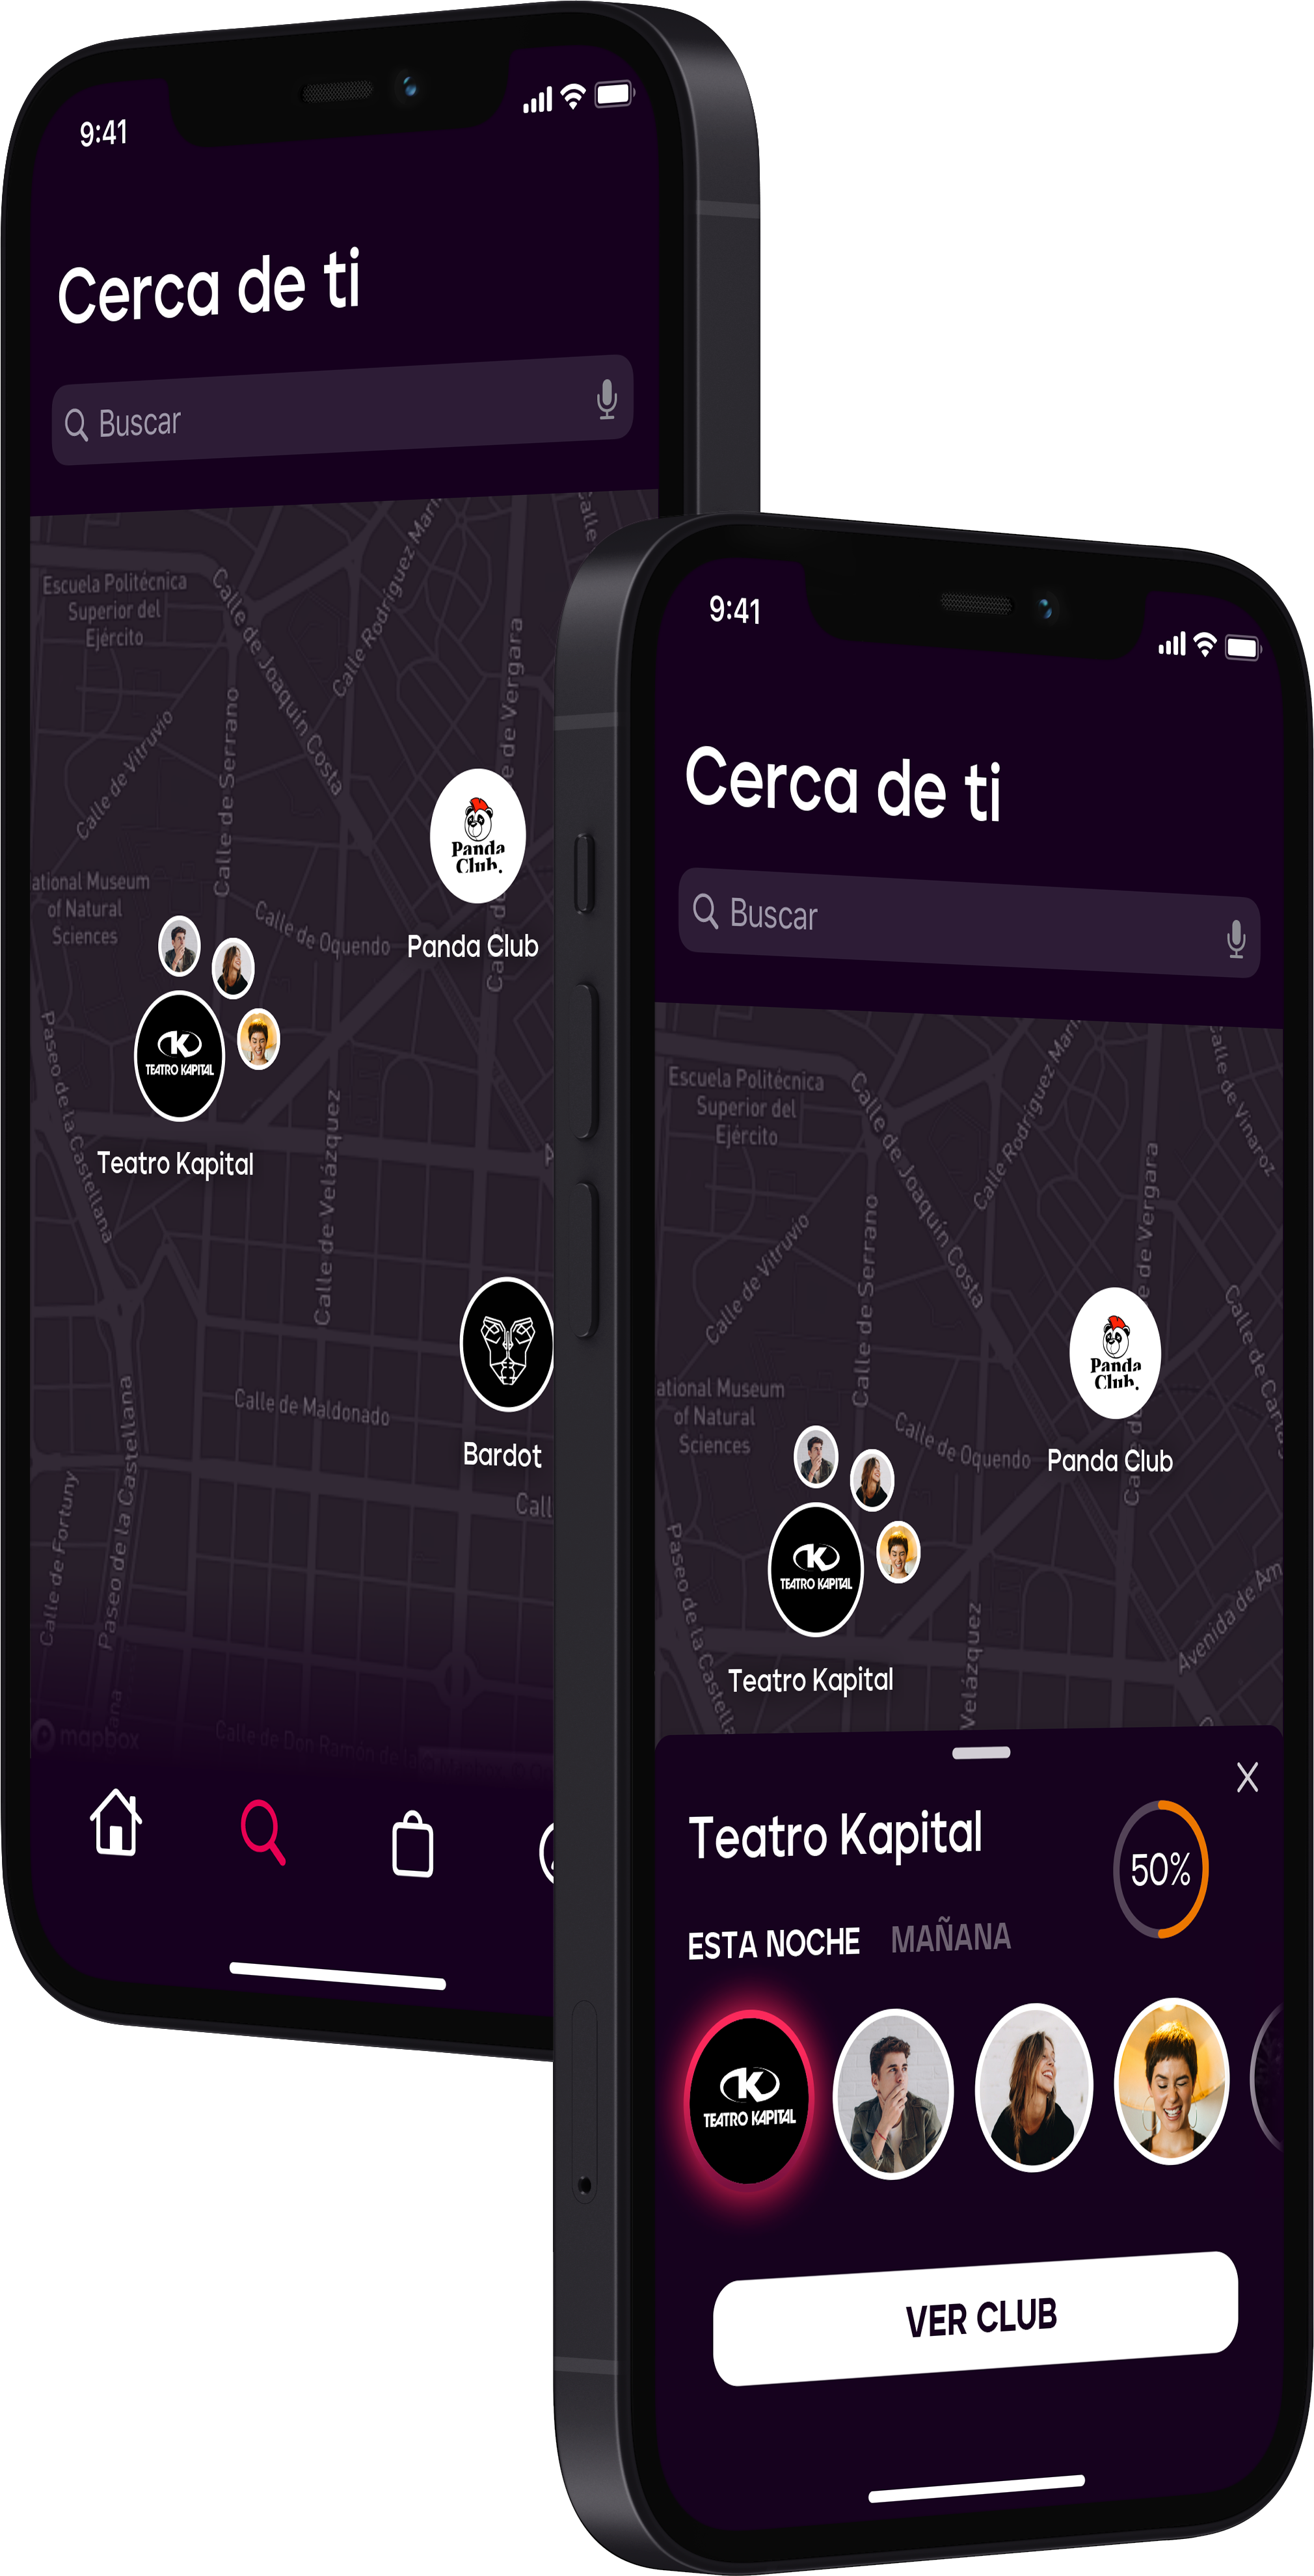 9:41
Cerca de ti
Buscar
Escuela Politécnica
Superior del
Ejército
Calle de Joaquín Costa
Calle Rodriguez Marí
Calle
Calle de Vitruvio
Calle de Serrano
de Vergara
Panda
Club.
Panda Club
ational Museum
of Natural
Sciences
Calle de Oquendo
TEATRO KAPITAL
Teatro Kapital
Paseo de la Castellana
Calle de Velázquez
Bardot
Calle de Maldonado
Call
Calle de Fortuny
Paseo de la Castellana
ana
mapbox
Calle de Don Ramón de la
9:41
Cerca de ti
Buscar
Escuela Politécnica
Superior del
Ejército
Calle de Joaquín Costa
Calle Rodriguez Marí
Calle de Vinaroz
Calle de Vitruvio
Calle de Serrano
de Vergara
Calle de Carta
Panda
Club.
Panda Club
ational Museum
of Natural
Sciences
Calle de Oquendo
TEATRO KAPITAL
Teatro Kapital
Paseo de la Castella
Velázquez
Avenida de Am
Teatro Kapital
50%
ESTA NOCHE
MAÑANA
TEATRO KAPITAL
VER CLUB